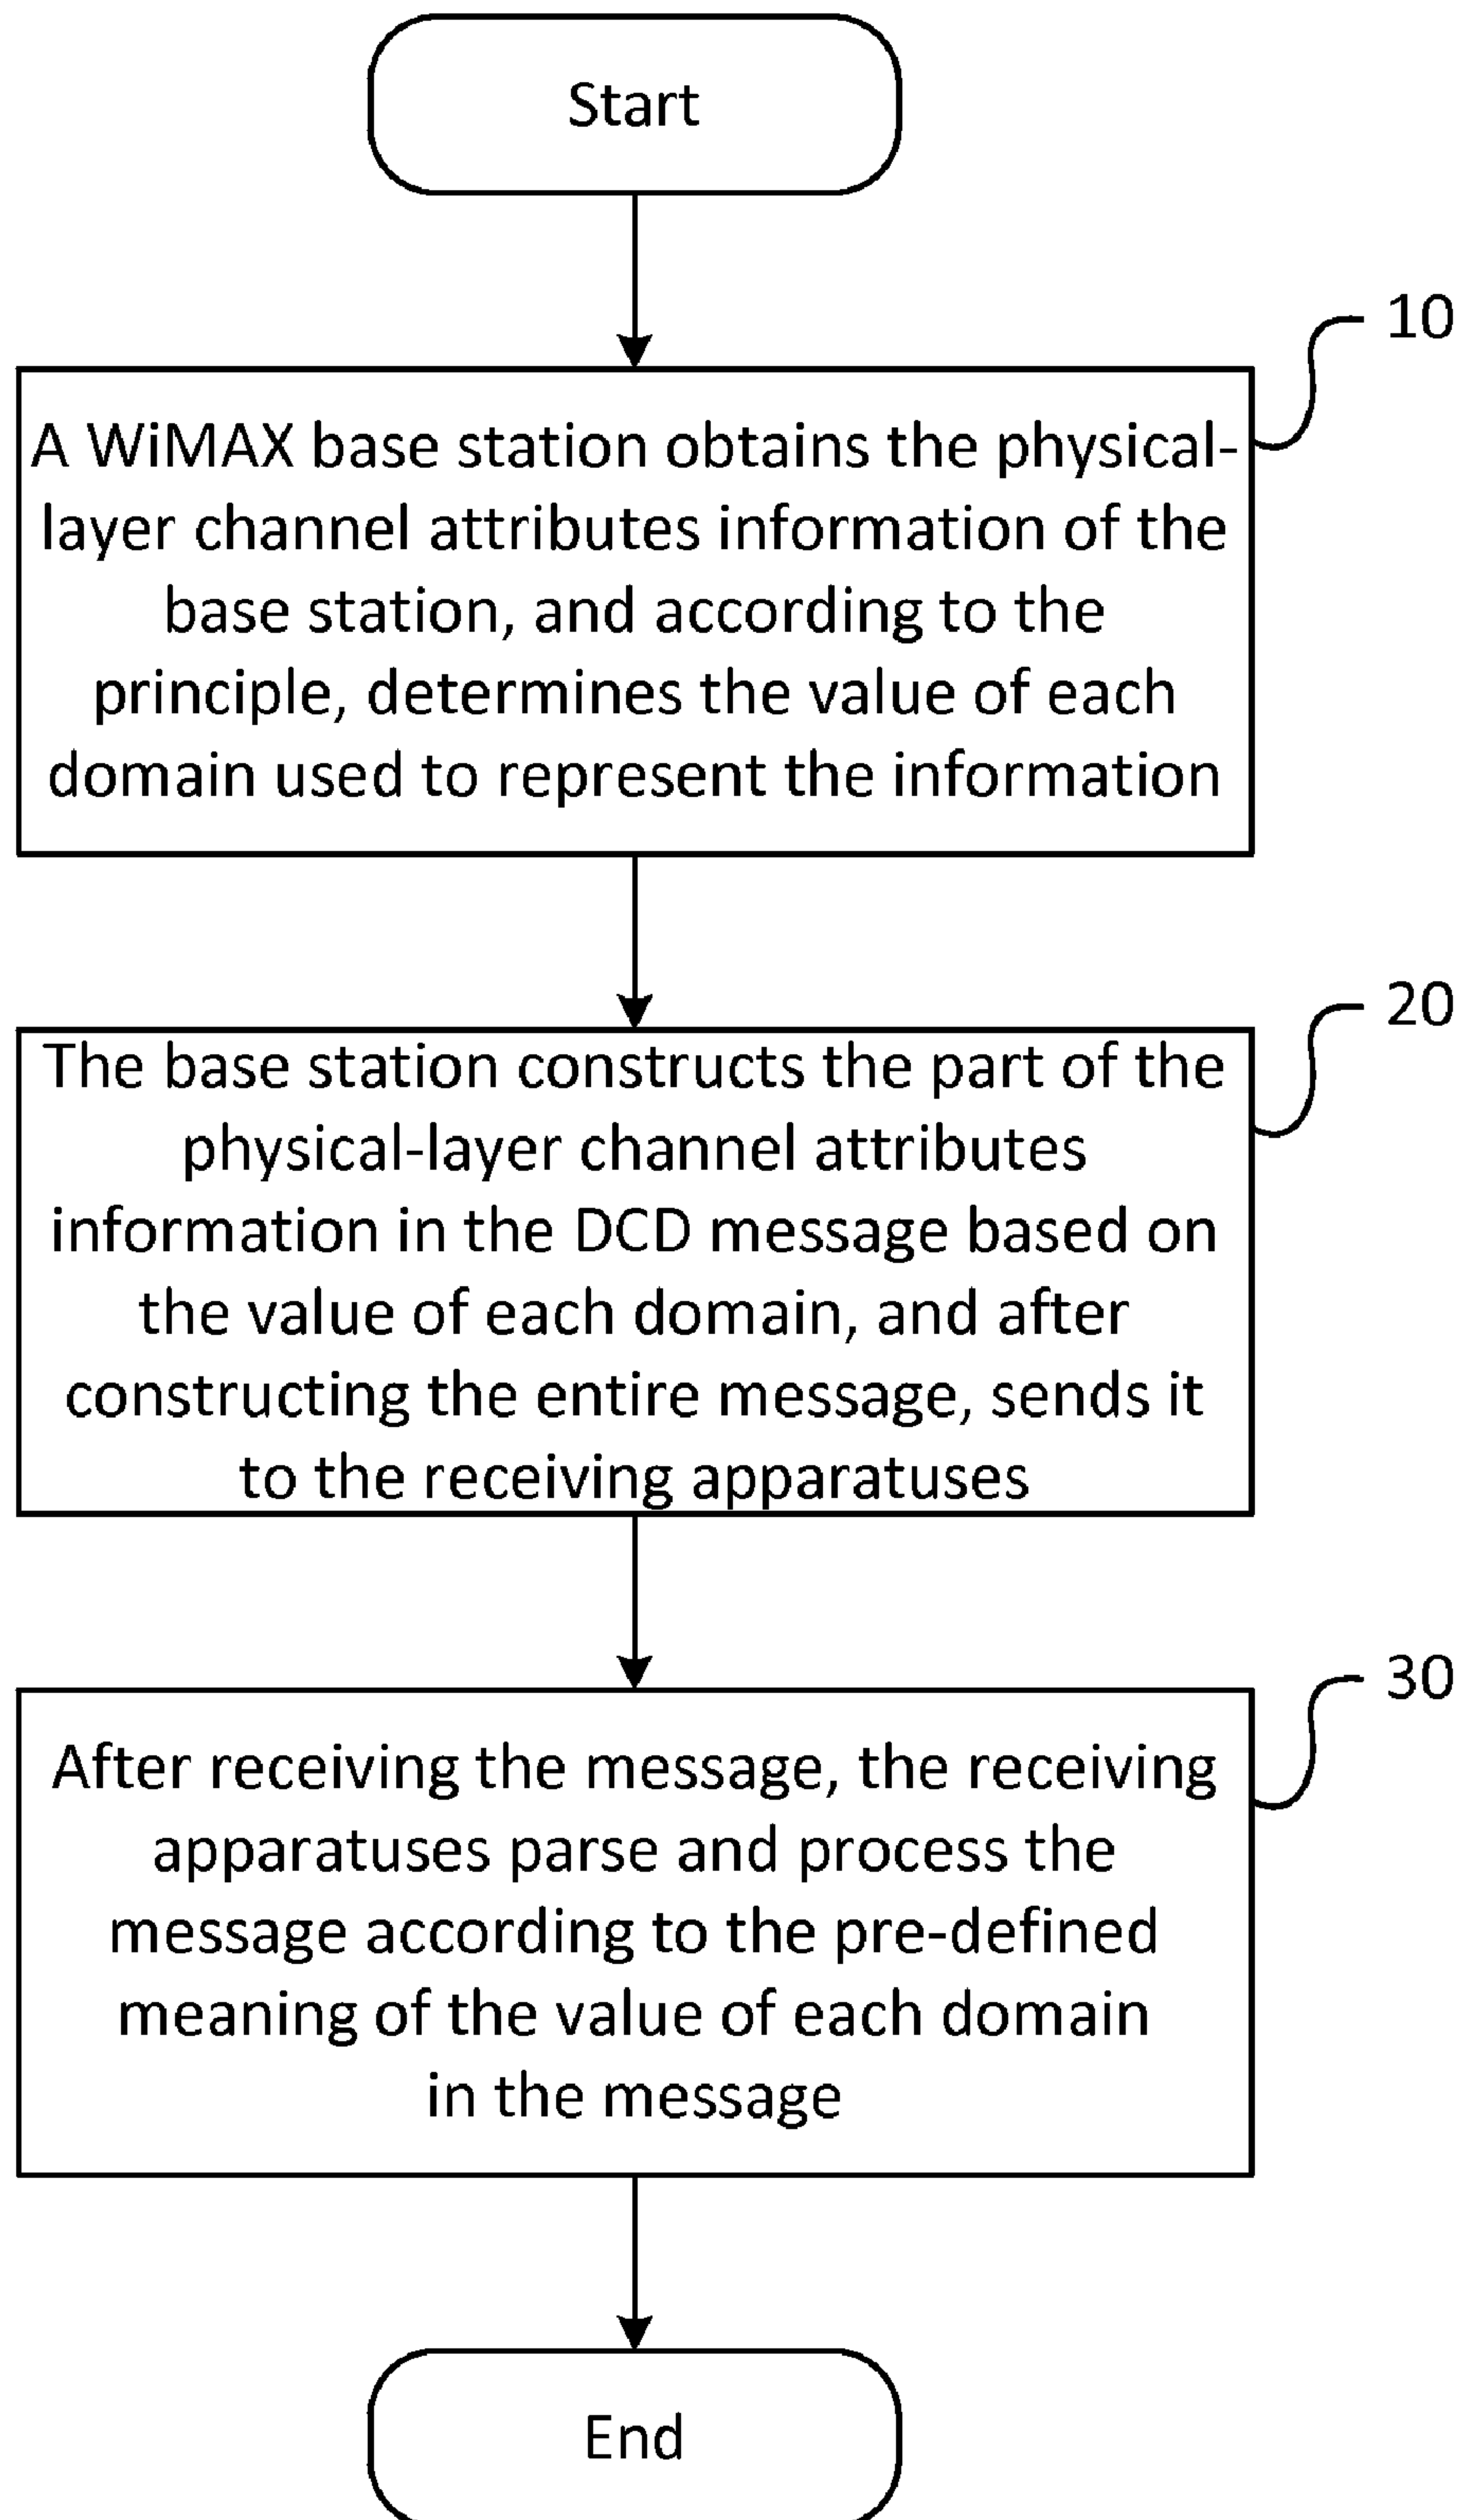 Start
10
A WiMAX base station obtains the physical-
layer channel attributes information of the
base station, and according to the
principle, determines the value of each
domain used to represent the information
20
The base station constructs the part of the
physical-layer channel attributes
information in the DCD message based on
the value of each domain, and after
constructing the entire message, sends it
to the receiving apparatuses
30
After receiving the message, the receiving
apparatuses parse and process the
message according to the pre-defined
meaning of the value of each domain
in the message
End